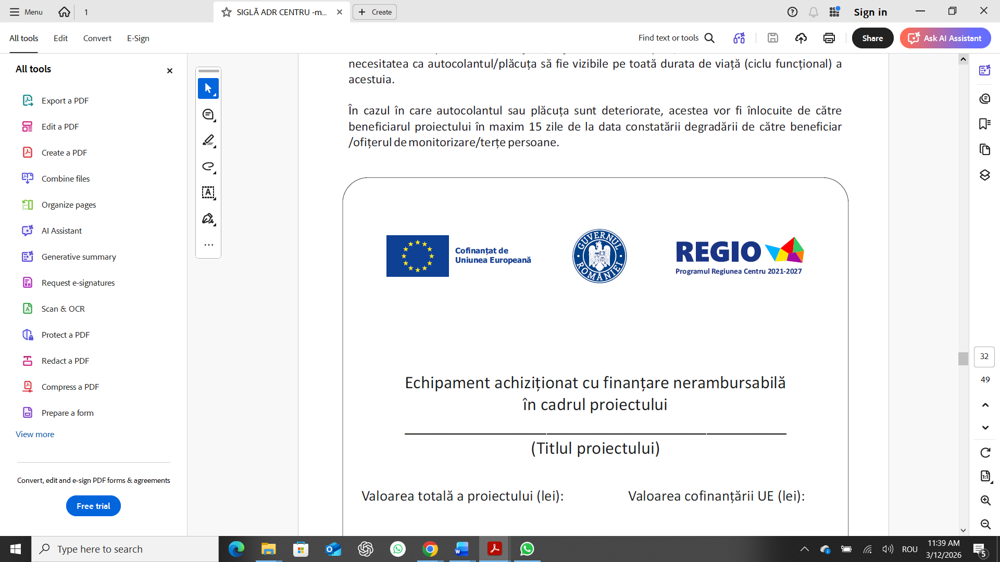 Menu
1
SIGLĂ ADR CENTRU -m...
Create
Sign in
All tools
Edit
Convert
E-Sign
Find text or tools
Share
Ask AI Assistant
All tools
Export a PDF
Edit a PDF
Create a PDF
Combine files
Organize pages
AI Assistant
Generative summary
Request e-signatures
Scan & OCR
Protect a PDF
Redact a PDF
Compress a PDF
Prepare a form
View more
Convert, edit and e-sign PDF forms & agreements
Free trial
necesitatea ca autocolantul/plăcuța să fie vizibile pe toată durata de viață (ciclu funcțional) a
acestuia.
În cazul în care autocolantul sau plăcuța sunt deteriorate, acestea vor fi înlocuite de către
beneficiarul proiectului în maxim 15 zile de la data constatării degradării de către beneficiar
/ofițerul de monitorizare/terțe persoane.
Cofinanțat de
Uniunea Europeană
GUVERNUL
ROMÂNIEI
REGIO
Programul Regiunea Centru 2021-2027
Echipament achiziționat cu finanțare nerambursabilă
în cadrul proiectului
(Titlul proiectului)
Valoarea totală a proiectului (lei):
Valoarea cofinanțării UE (lei):
32
49
1:1
Type here to search
ROU
11:39 AM
3/12/2026
5